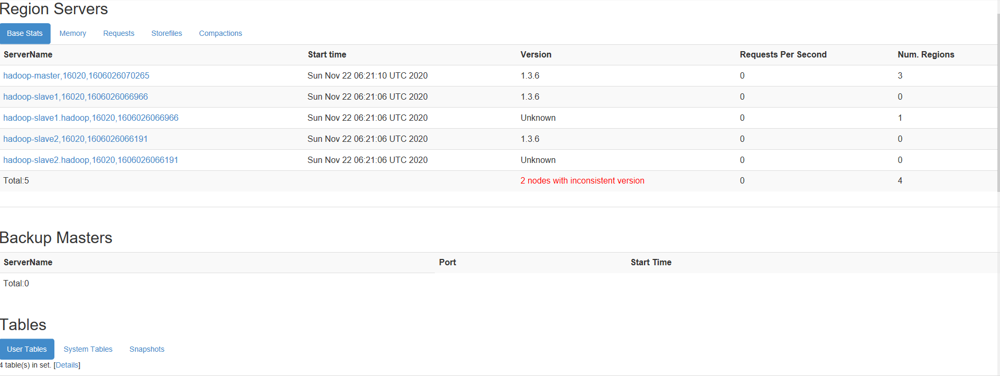 Region Servers
Base Stats Memory Requests Storefiles Compactions
ServerName Start time Version Requests Per Second Num. Regions
hadoop-master,16020,1606026070265 Sun Nov 22 06:21:10 UTC 2020 1.3.6 0 3
hadoop-slave1,16020,1606026066966 Sun Nov 22 06:21:06 UTC 2020 1.3.6 0 0
hadoop-slave1.hadoop,16020,1606026066966 Sun Nov 22 06:21:06 UTC 2020 Unknown 0 1
hadoop-slave2,16020,1606026066191 Sun Nov 22 06:21:06 UTC 2020 1.3.6 0 0
hadoop-slave2.hadoop,16020,1606026066191 Sun Nov 22 06:21:06 UTC 2020 Unknown 0 0
Total:5 2 nodes with inconsistent version 0 4
Backup Masters
ServerName Port Start Time
Total:0
Tables
User Tables System Tables Snapshots
4 table(s) in set. [Details]